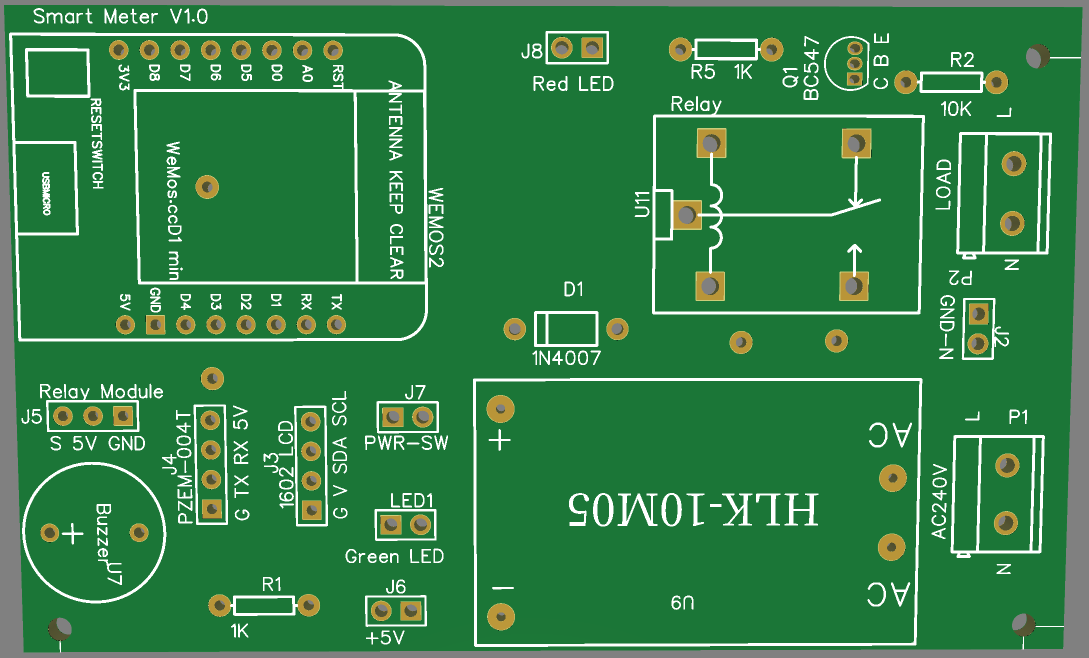 Smart Meter V1.0
3V3
D8
D7
D6
D5
D0
A0
RST
RESETSWITCH
USBMICRO
WeMos.ccD1 min
ANTENNA KEEP CLEAR
WEMOS2
5V
GND
D4
D3
D2
D1
RX
TX
J8
Red LED
R5 1K
Q1
BC547
C B E
R2
10K
Relay
U11
L
LOAD
N
P2
GND-N
J2
D1
1N4007
Relay Module
J5
S 5V GND
J4
PZEM-004T
G TX RX 5V
J3
1602 LCD
G V SDA SCL
J7
PWR-SW
LED1
Green LED
Buzzer
U7
+
R1
1K
J6
+5V
+
–
AC
HLK-10M05
AC
U9
L
P1
AC240V
N